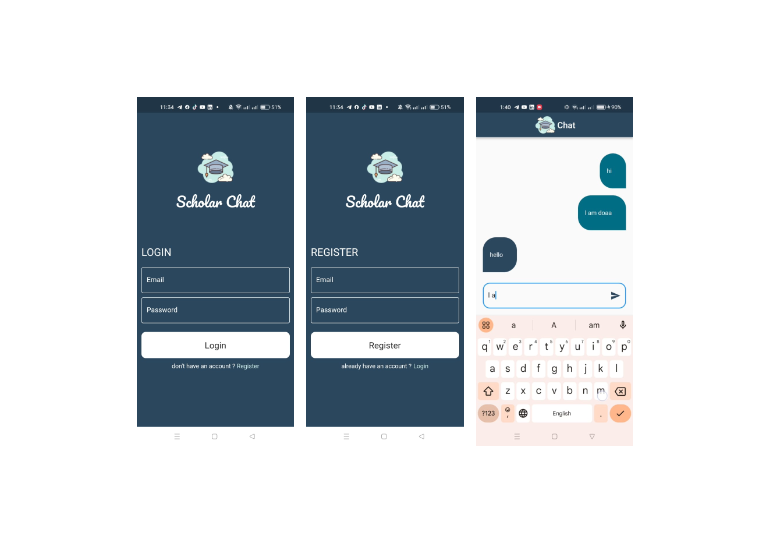 11:34
51%
Scholar Chat
LOGIN
Email
Password
Login
don't have an account ? Register
11:34
51%
Scholar Chat
REGISTER
Email
Password
Register
already have an account ? Login
1:40
90%
Chat
hi
I am doaa
hello
I a
a A am
q w e r t y u i o p
a s d f g h j k l
z x c v b n m
?123 , English .